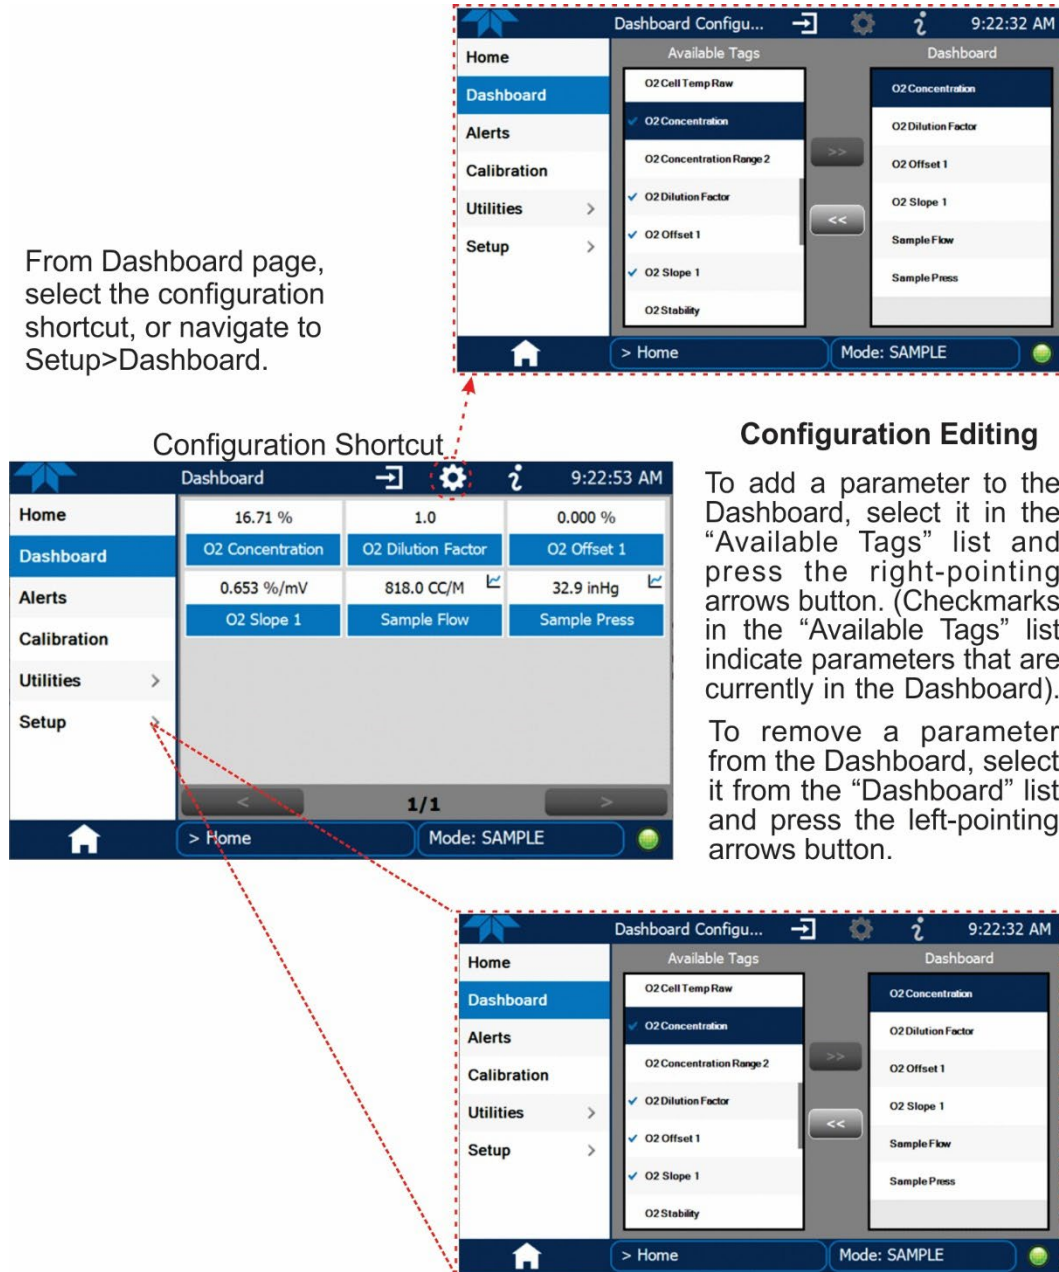 Dashboard Configu... 9:22:32 AM
Available Tags Dashboard
Home
Dashboard
Alerts
Calibration
Utilities >
Setup >
O2 Cell Temp Raw
O2 Concentration
O2 Concentration Range 2
O2 Dilution Factor
O2 Offset 1
O2 Slope 1
O2 Stability
>>
<<
O2 Concentration
O2 Dilution Factor
O2 Offset 1
O2 Slope 1
Sample Flow
Sample Press
> Home Mode: SAMPLE
From Dashboard page,
select the configuration
shortcut, or navigate to
Setup>Dashboard.
Configuration Shortcut
Dashboard 9:22:53 AM
Home
Dashboard
Alerts
Calibration
Utilities >
Setup >
16.71 % 1.0 0.000 %
O2 Concentration O2 Dilution Factor O2 Offset 1
0.653 %/mV 818.0 CC/M 32.9 inHg
O2 Slope 1 Sample Flow Sample Press
< 1/1 >
> Home Mode: SAMPLE
Configuration Editing
To add a parameter to the
Dashboard, select it in the
“Available Tags” list and
press the right-pointing
arrows button. (Checkmarks
in the “Available Tags” list
indicate parameters that are
currently in the Dashboard).
To remove a parameter
from the Dashboard, select
it from the “Dashboard” list
and press the left-pointing
arrows button.
Dashboard Configu... 9:22:32 AM
Available Tags Dashboard
Home
Dashboard
Alerts
Calibration
Utilities >
Setup >
O2 Cell Temp Raw
O2 Concentration
O2 Concentration Range 2
O2 Dilution Factor
O2 Offset 1
O2 Slope 1
O2 Stability
>>
<<
O2 Concentration
O2 Dilution Factor
O2 Offset 1
O2 Slope 1
Sample Flow
Sample Press
> Home Mode: SAMPLE